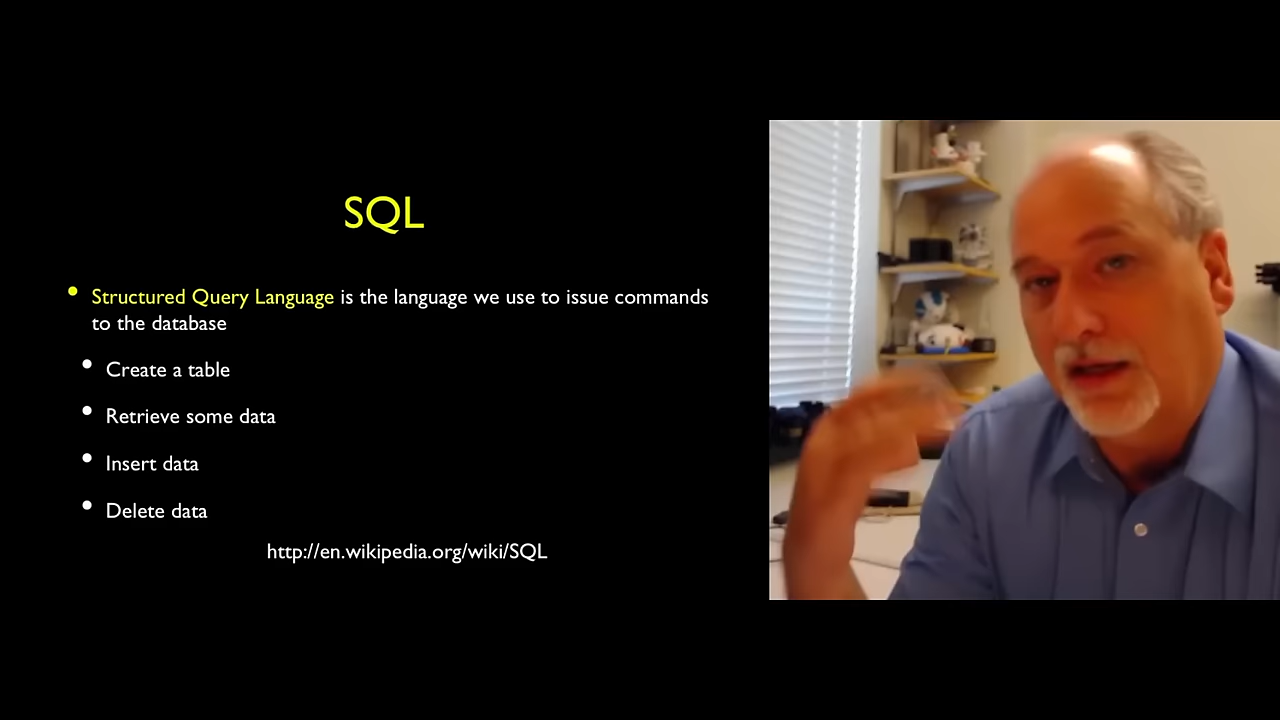 SQL
Structured Query Language is the language we use to issue commands
to the database
Create a table
Retrieve some data
Insert data
Delete data
http://en.wikipedia.org/wiki/SQL